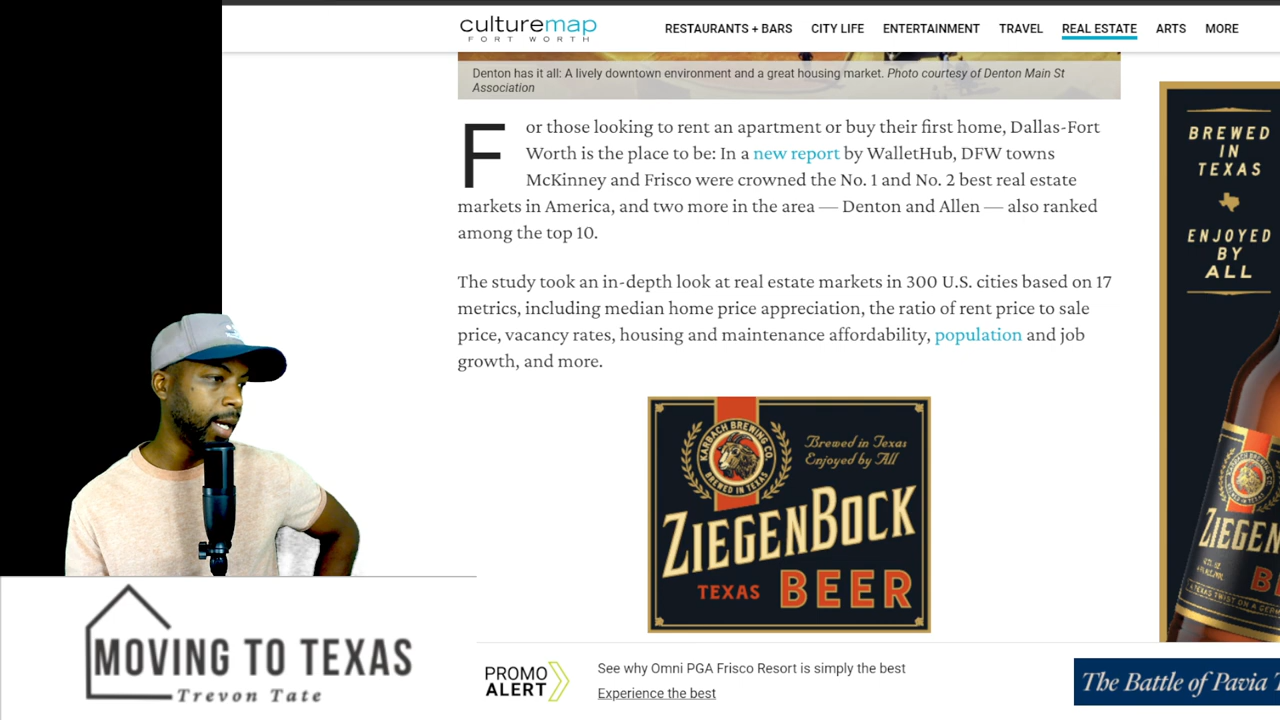 culturemap
FORT WORTH
RESTAURANTS + BARS CITY LIFE ENTERTAINMENT TRAVEL REAL ESTATE ARTS MORE
Denton has it all: A lively downtown environment and a great housing market. Photo courtesy of Denton Main St
Association
For those looking to rent an apartment or buy their first home, Dallas-Fort
Worth is the place to be: In a new report by WalletHub, DFW towns
McKinney and Frisco were crowned the No. 1 and No. 2 best real estate
markets in America, and two more in the area — Denton and Allen — also ranked
among the top 10.
The study took an in-depth look at real estate markets in 300 U.S. cities based on 17
metrics, including median home price appreciation, the ratio of rent price to sale
price, vacancy rates, housing and maintenance affordability, population and job
growth, and more.
KARBACH BREWING CO.
BREWED IN TEXAS
Brewed in Texas
Enjoyed by All
ZIEGENBOCK
TEXAS BEER
BREWED
IN
TEXAS
ENJOYED
BY
ALL
ZIEGEN
MOVING TO TEXAS
Trevon Tate
PROMO
ALERT
See why Omni PGA Frisco Resort is simply the best
Experience the best
The Battle of Pavia T